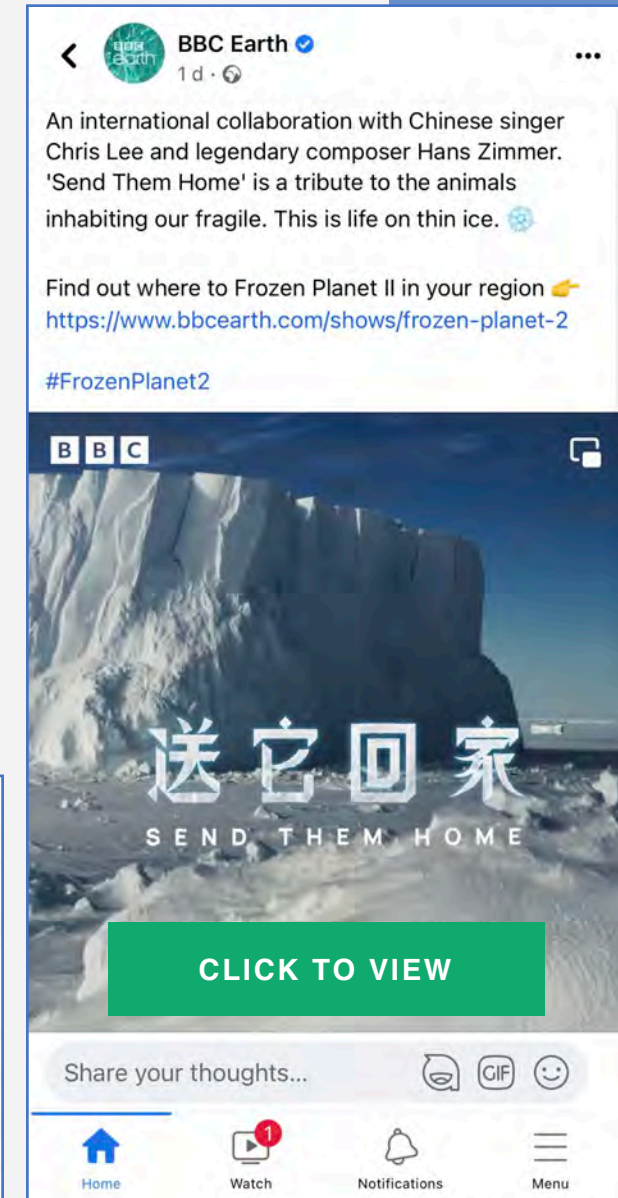 BBC Earth
1 d ·
An international collaboration with Chinese singer
Chris Lee and legendary composer Hans Zimmer.
'Send Them Home' is a tribute to the animals
inhabiting our fragile. This is life on thin ice.
Find out where to Frozen Planet II in your region 👉
https://www.bbcearth.com/shows/frozen-planet-2
#FrozenPlanet2
BBC
送它回家
SEND THEM HOME
CLICK TO VIEW
Share your thoughts...
GIF
1
Home Watch Notifications Menu